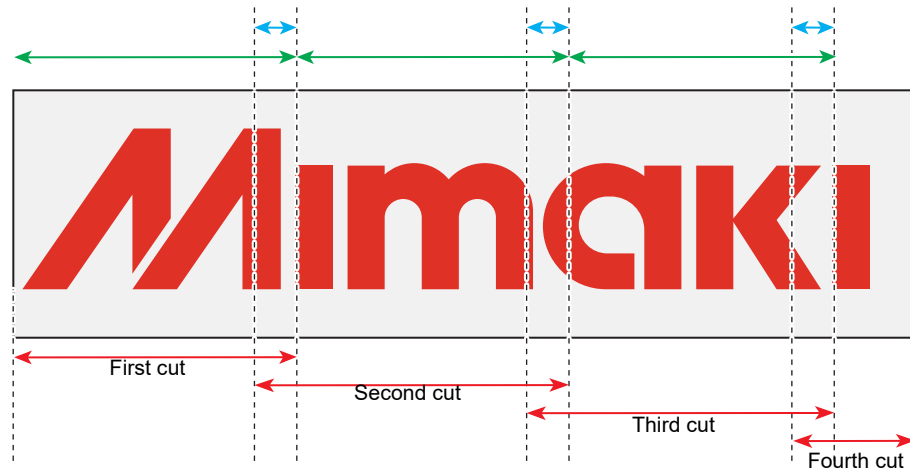 Mimaki
First cut
Second cut
Third cut
Fourth cut